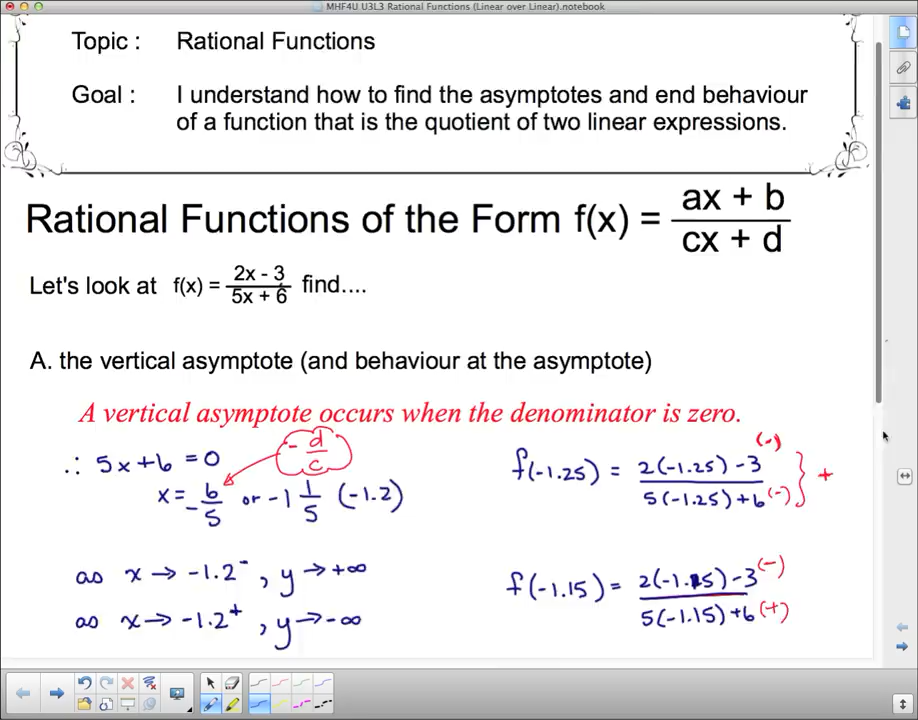 MHF4U U3L3 Rational Functions (Linear over Linear).notebook
Topic : Rational Functions
Goal : I understand how to find the asymptotes and end behaviour
of a function that is the quotient of two linear expressions.
Rational Functions of the Form f(x) = ax + b / cx + d
Let's look at f(x) = 2x - 3 / 5x + 6 find....
A. the vertical asymptote (and behaviour at the asymptote)
A vertical asymptote occurs when the denominator is zero.
∴ 5x+6 = 0
- d/c
x = - 6/5 or -1 1/5 (-1.2)
as x → -1.2⁻, y → +∞
as x → -1.2⁺, y → -∞
f(-1.25) = 2(-1.25) - 3 (-) / 5(-1.25) + 6 (-) } +
f(-1.15) = 2(-1.15) - 3 (-) / 5(-1.15) + 6 (+)